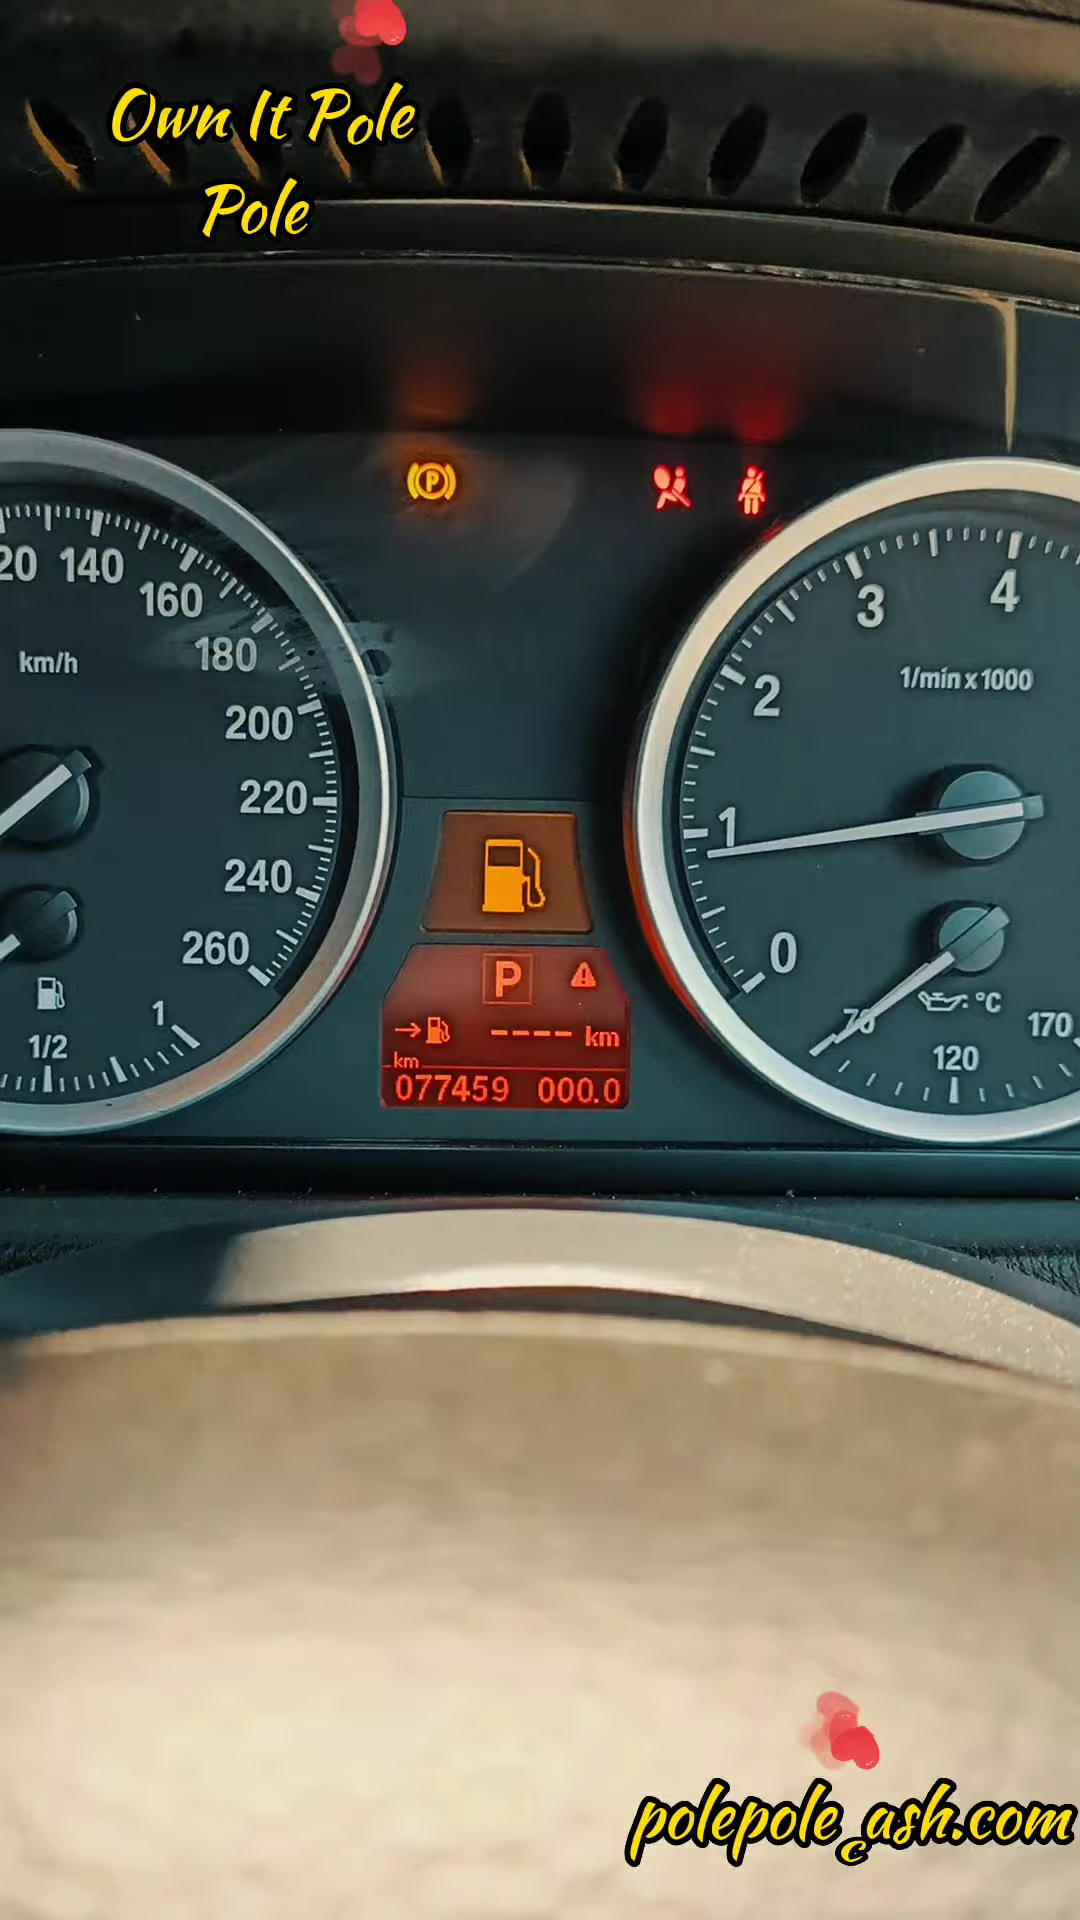 Own It Pole
Pole
20 140
160
km/h
180
200
220
240
260
1/2
1
P
---- km
km
077459 000.0
0
1
2
3
4
1/min x 1000
°C
70
120
170
polepole_cash.com